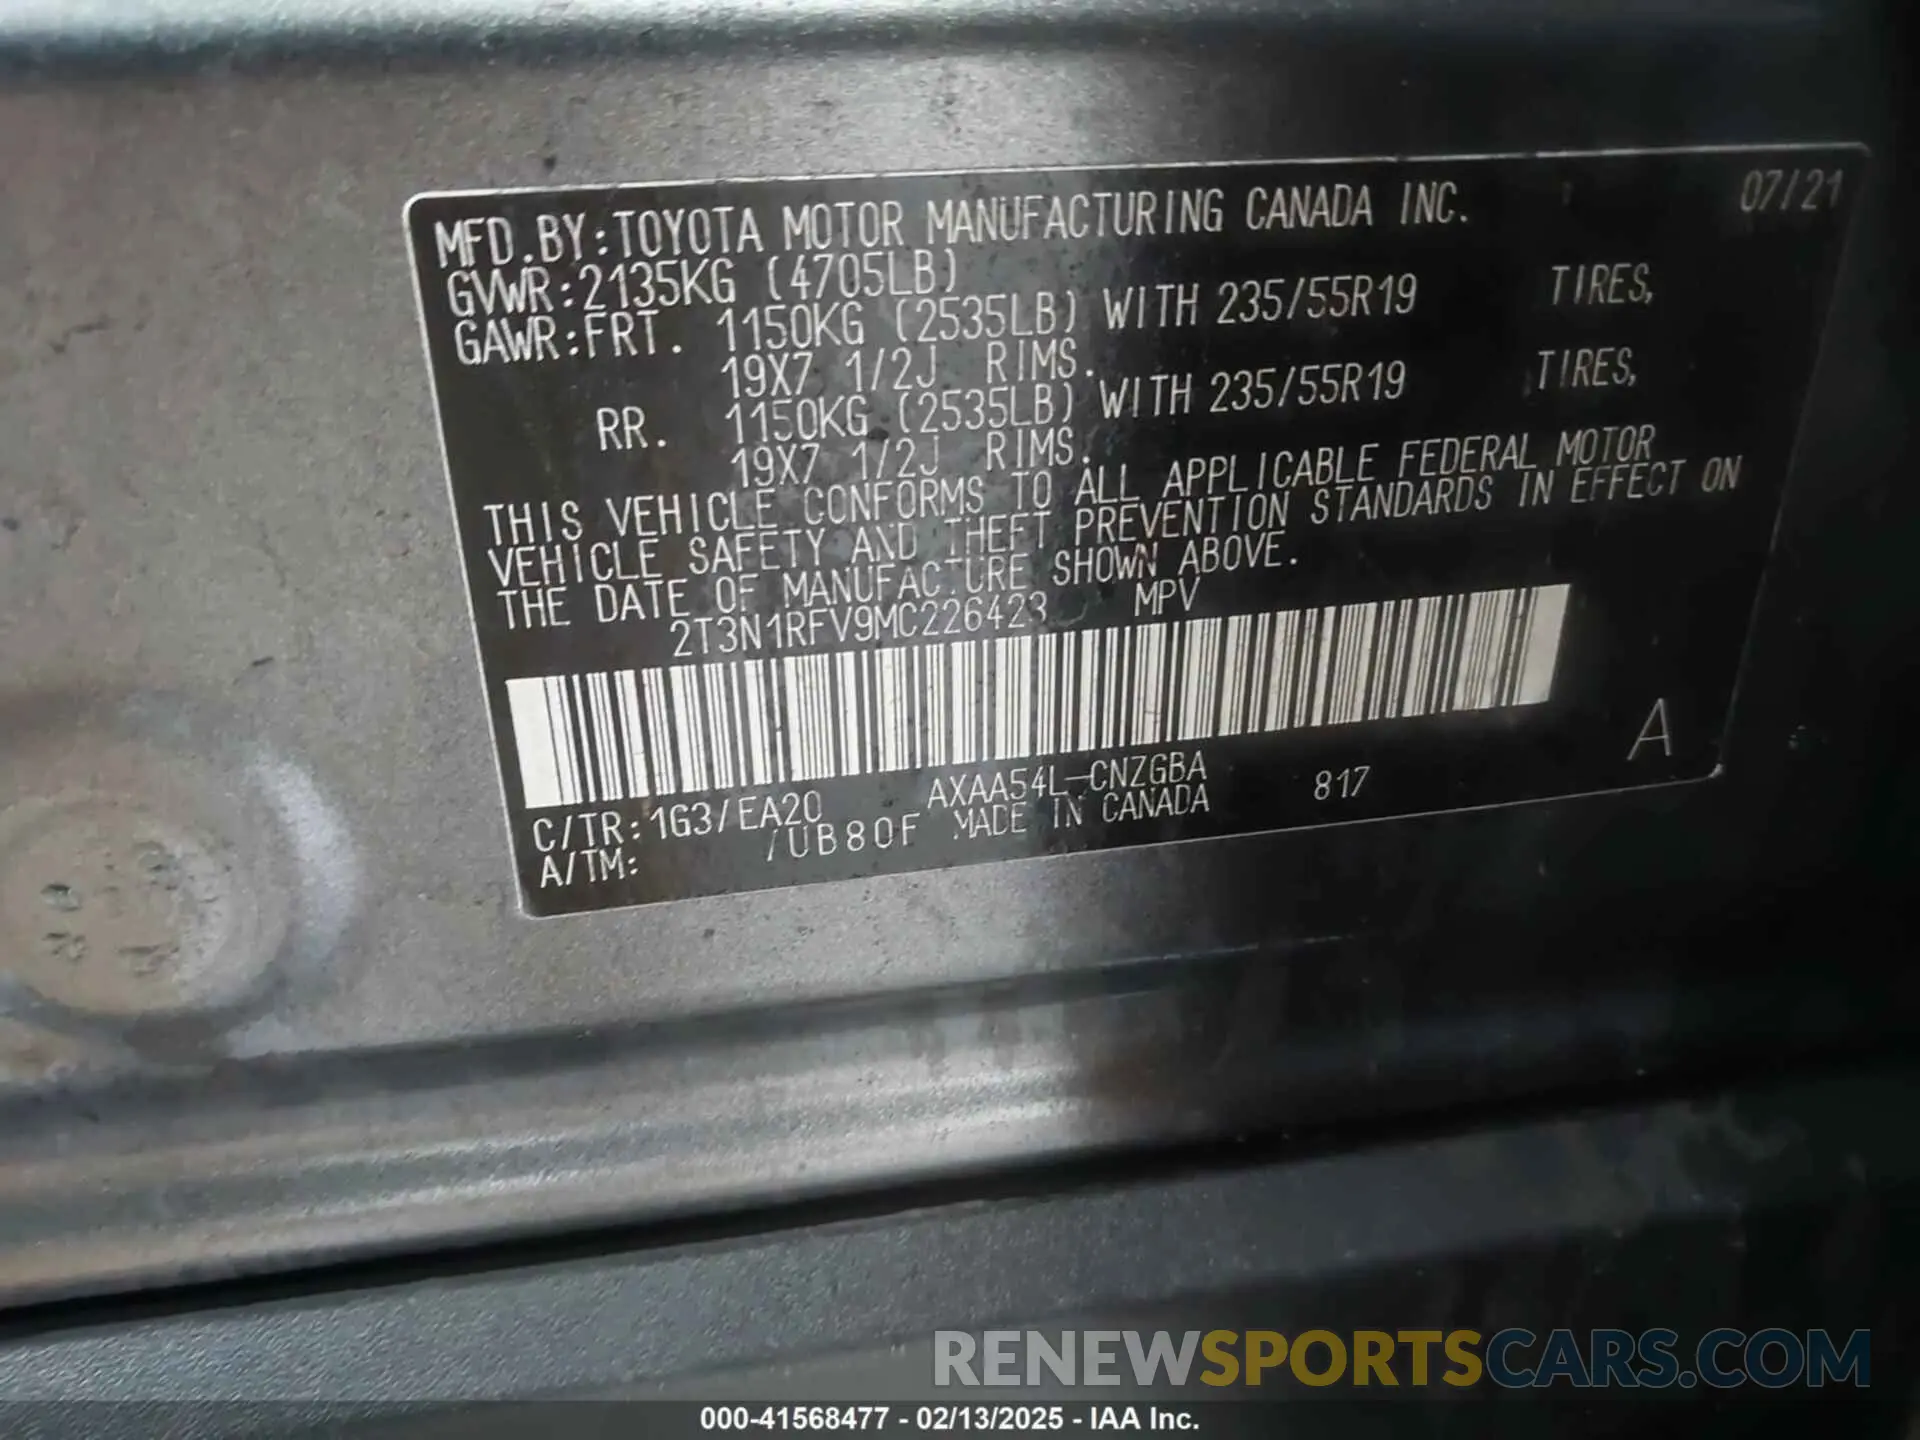 MFD.BY:TOYOTA MOTOR MANUFACTURING CANADA INC. 07/21
GVWR:2135KG (4705LB)
GAWR:FRT. 1150KG (2535LB) WITH 235/55R19 TIRES,
19X7 1/2J RIMS.
RR. 1150KG (2535LB) WITH 235/55R19 TIRES,
19X7 1/2J RIMS.
THIS VEHICLE CONFORMS TO ALL APPLICABLE FEDERAL MOTOR
VEHICLE SAFETY AND THEFT PREVENTION STANDARDS IN EFFECT ON
THE DATE OF MANUFACTURE SHOWN ABOVE.
2T3N1RFV9MC226423 MPV
A
C/TR:1G3/EA20 AXAA54L-CNZGBA 817
A/TM: /UB80F MADE IN CANADA
RENEWSPORTSCARS.COM
000-41568477 - 02/13/2025 - IAA Inc.